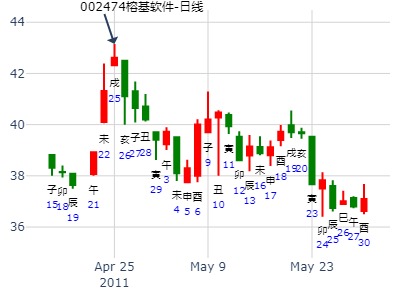 002474榕基软件-日线
44
42
40
38
36
子
15
卯
18
辰
19
午
21
未
22
戌
25
亥
26
子
27
丑
28
寅
29
午
3
未
4
申
5
酉
6
子
9
丑
10
寅
11
卯
12
辰
13
未
16
申
17
酉
18
戌
19
亥
20
寅
23
卯
24
辰
25
巳
26
午
27
酉
30
Apr 25
2011
May 9
May 23